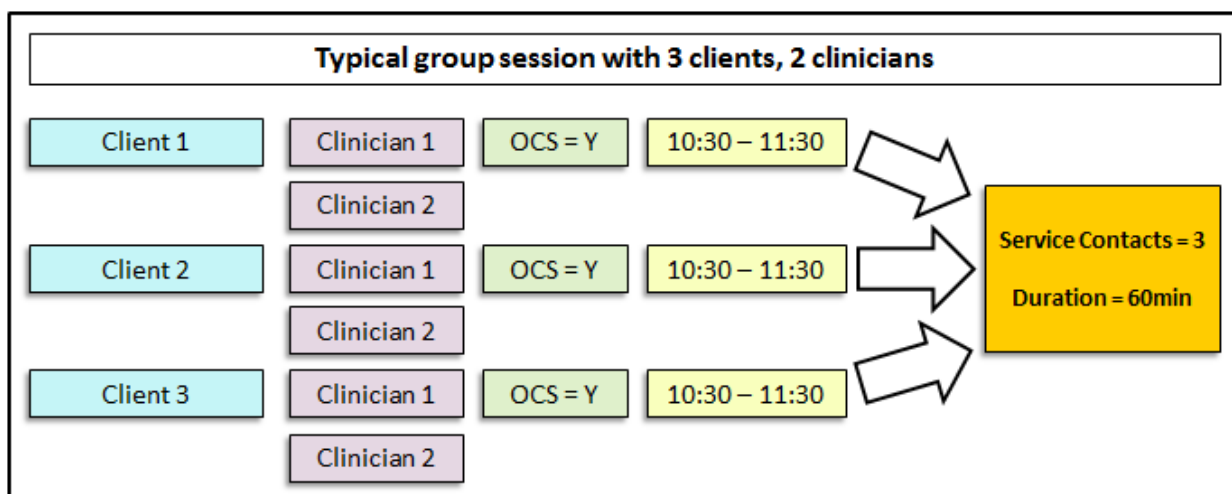 Typical group session with 3 clients, 2 clinicians
Client 1 Clinician 1 OCS = Y 10:30 – 11:30
Clinician 2
Service Contacts = 3
Client 2 Clinician 1 OCS = Y 10:30 – 11:30
Duration = 60min
Clinician 2
Client 3 Clinician 1 OCS = Y 10:30 – 11:30
Clinician 2